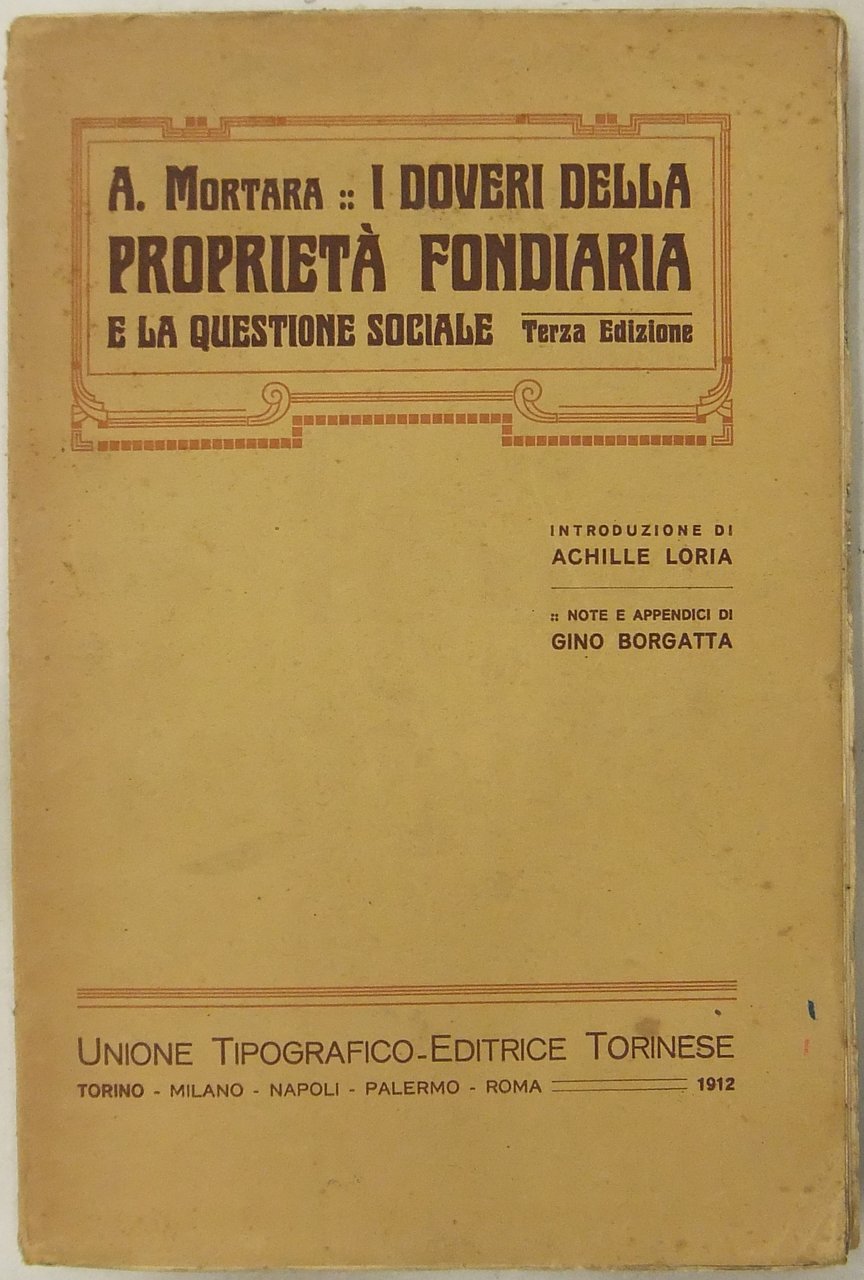 A. MORTARA :: I DOVERI DELLA
PROPRIETÀ FONDIARIA
E LA QUESTIONE SOCIALE Terza Edizione
INTRODUZIONE DI
ACHILLE LORIA
:: NOTE E APPENDICI DI
GINO BORGATTA
UNIONE TIPOGRAFICO-EDITRICE TORINESE
TORINO - MILANO - NAPOLI - PALERMO - ROMA 1912